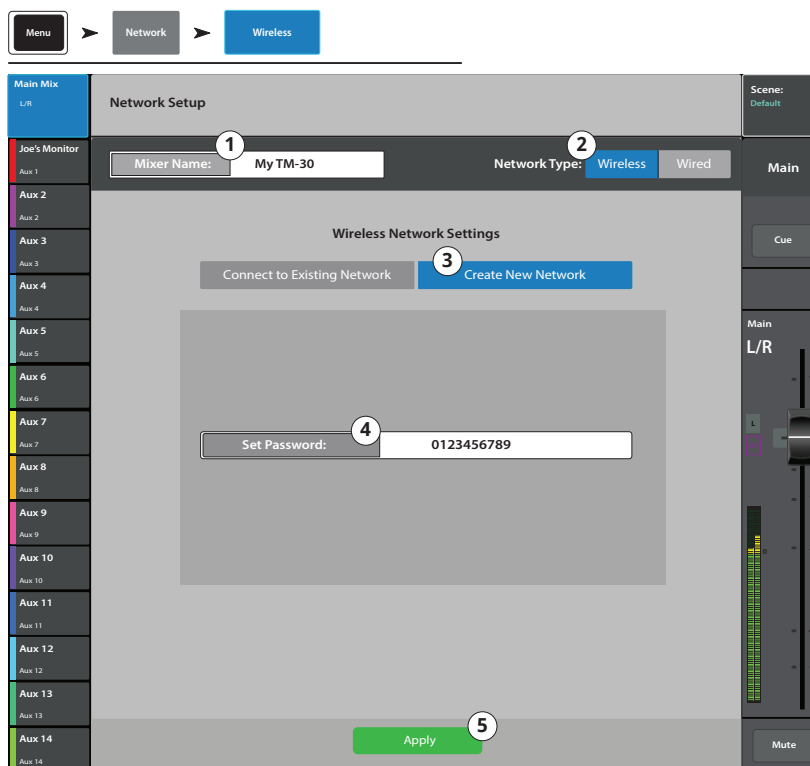 Menu
Network
Wireless
Main Mix
L/R
Network Setup
Scene:
Default
Joe's Monitor
Aux 1
1
Mixer Name:
My TM-30
2
Network Type:
Wireless
Wired
Main
Aux 2
Aux 2
Aux 3
Aux 3
Wireless Network Settings
Cue
3
Connect to Existing Network
Create New Network
Aux 4
Aux 4
Aux 5
Aux 5
Main
L/R
Aux 6
Aux 6
Aux 7
Aux 7
4
Set Password:
0123456789
L
Aux 8
Aux 8
Aux 9
Aux 9
Aux 10
Aux 10
Aux 11
Aux 11
Aux 12
Aux 12
Aux 13
Aux 13
Aux 14
Aux 14
5
Apply
Mute